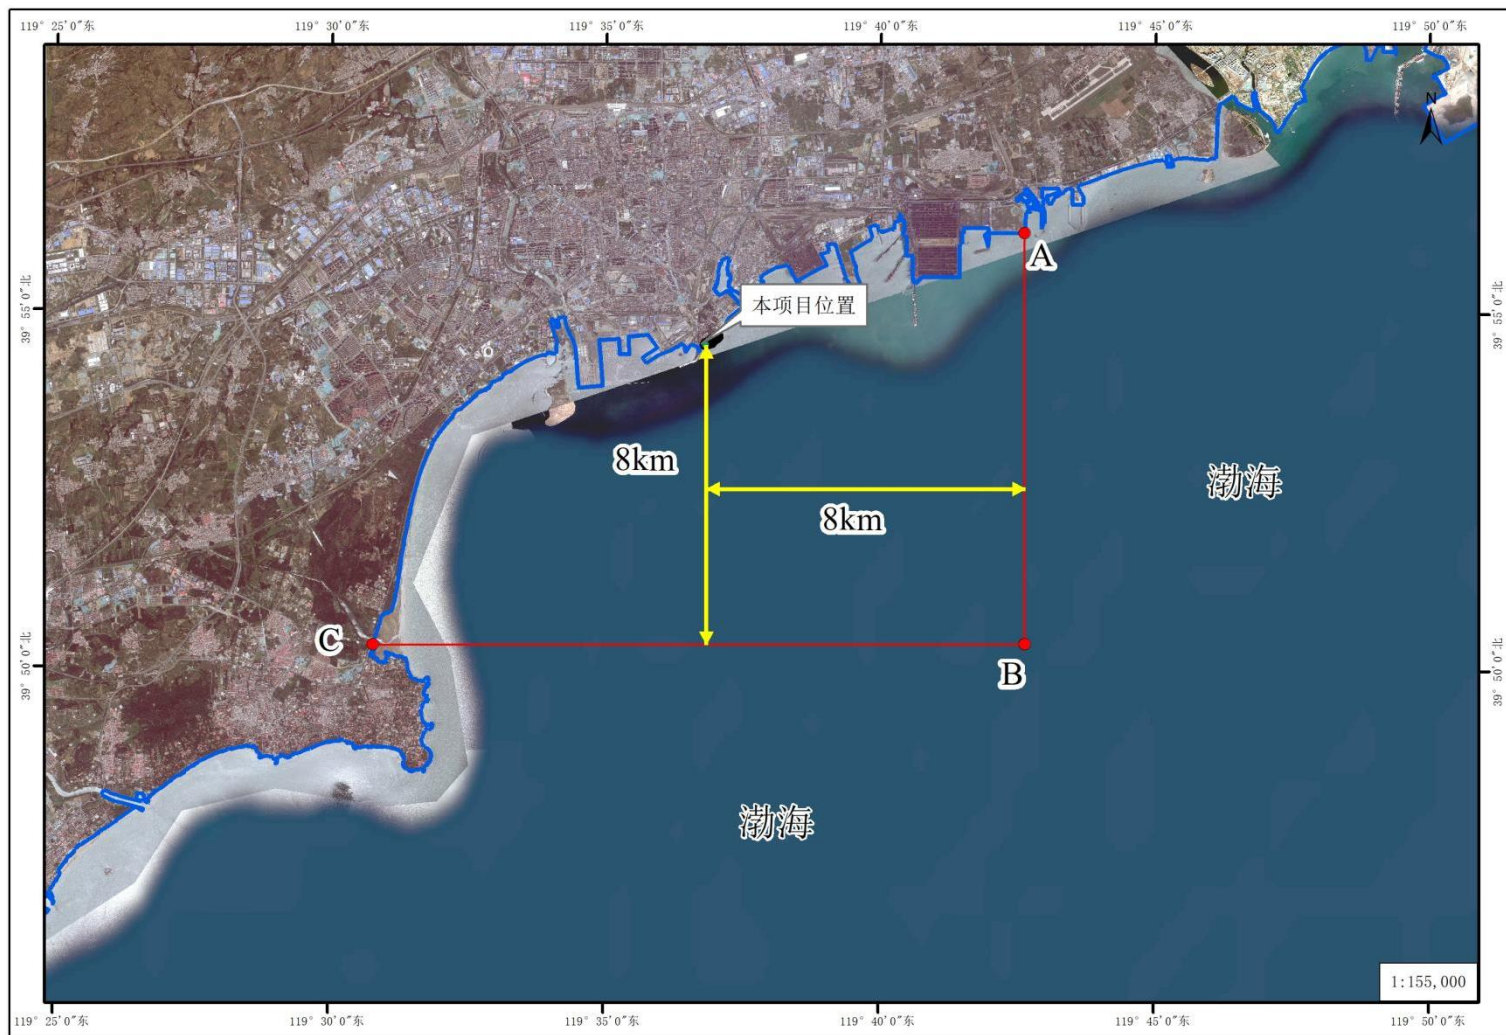 119° 25′0″东
119° 30′0″东
119° 35′0″东
119° 40′0″东
119° 45′0″东
119° 50′0″东
N
A
39° 55′0″北
本项目位置
39° 55′0″北
8km
渤海
8km
C
39° 50′0″北
B
39° 50′0″北
渤海
1:155,000
119° 25′0″东
119° 30′0″东
119° 35′0″东
119° 40′0″东
119° 45′0″东
119° 50′0″东